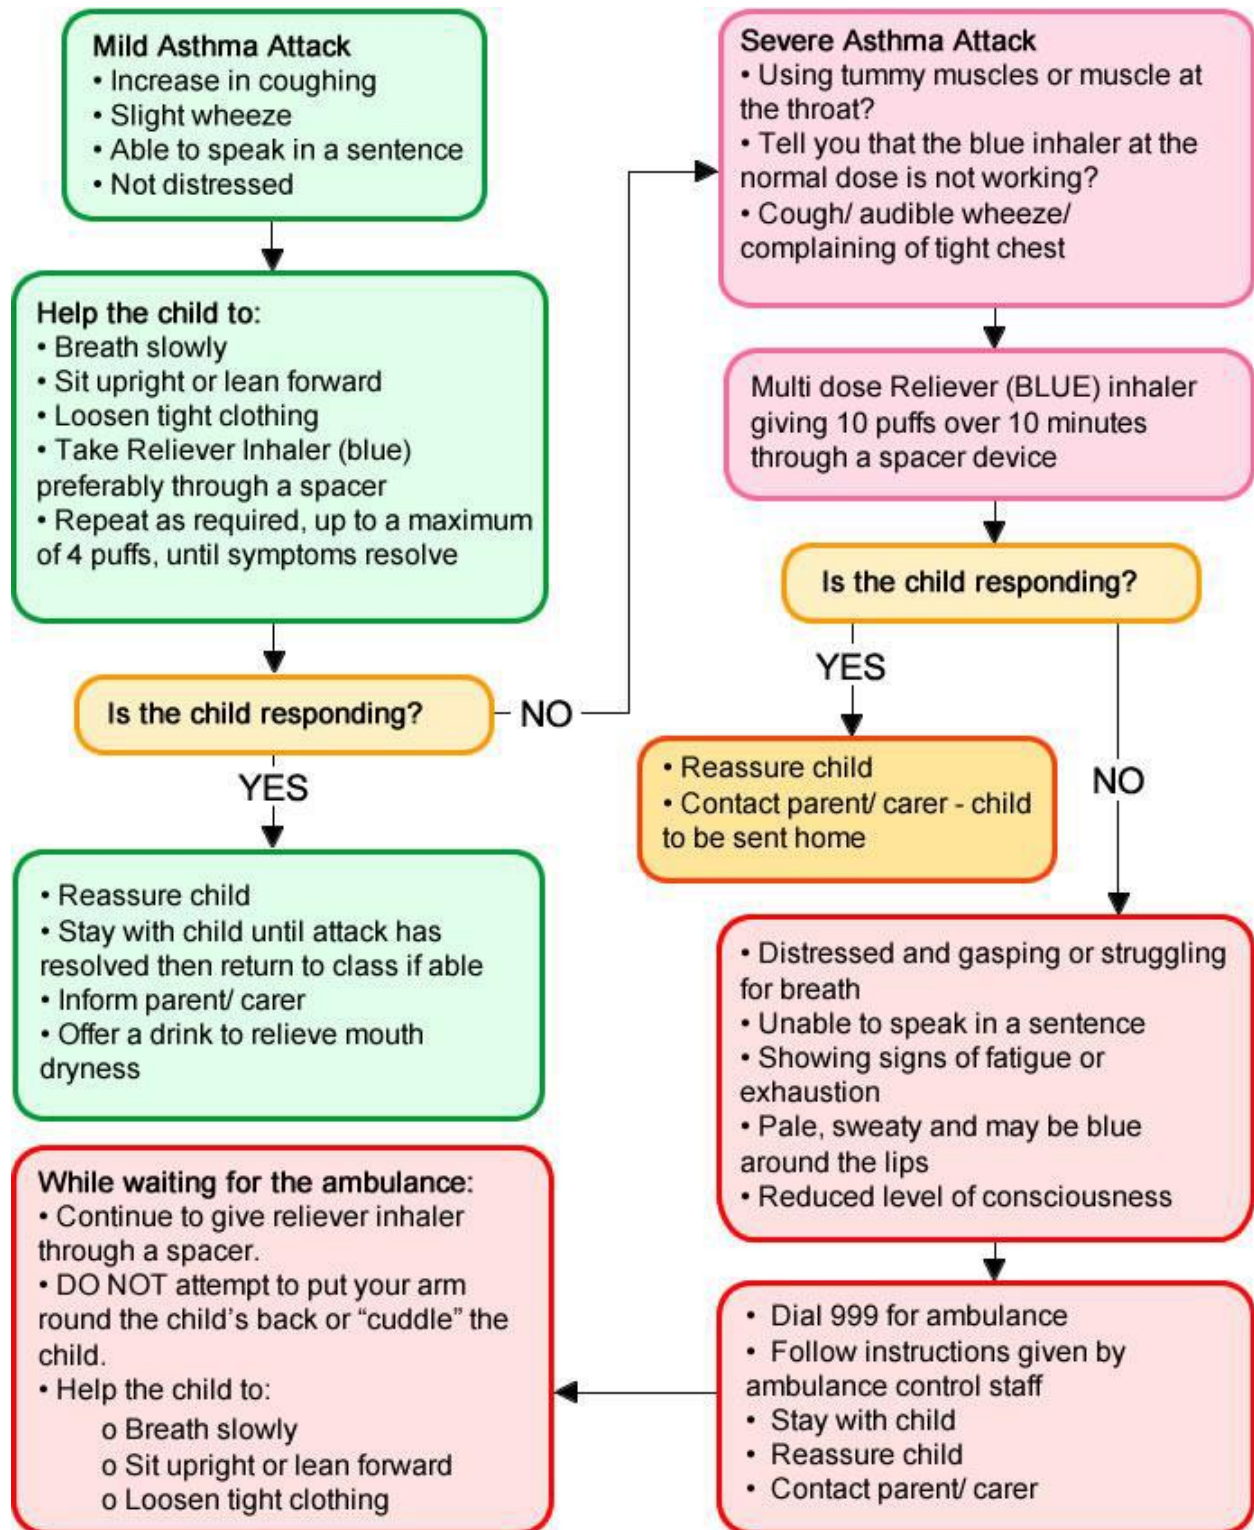 Mild Asthma Attack
• Increase in coughing
• Slight wheeze
• Able to speak in a sentence
• Not distressed
Help the child to:
• Breath slowly
• Sit upright or lean forward
• Loosen tight clothing
• Take Reliever Inhaler (blue)
preferably through a spacer
• Repeat as required, up to a maximum
of 4 puffs, until symptoms resolve
Is the child responding?
NO
YES
• Reassure child
• Stay with child until attack has
resolved then return to class if able
• Inform parent/ carer
• Offer a drink to relieve mouth
dryness
Severe Asthma Attack
• Using tummy muscles or muscle at
the throat?
• Tell you that the blue inhaler at the
normal dose is not working?
• Cough/ audible wheeze/
complaining of tight chest
Multi dose Reliever (BLUE) inhaler
giving 10 puffs over 10 minutes
through a spacer device
Is the child responding?
YES
NO
• Reassure child
• Contact parent/ carer - child
to be sent home
• Distressed and gasping or struggling
for breath
• Unable to speak in a sentence
• Showing signs of fatigue or
exhaustion
• Pale, sweaty and may be blue
around the lips
• Reduced level of consciousness
• Dial 999 for ambulance
• Follow instructions given by
ambulance control staff
• Stay with child
• Reassure child
• Contact parent/ carer
While waiting for the ambulance:
• Continue to give reliever inhaler
through a spacer.
• DO NOT attempt to put your arm
round the child's back or “cuddle” the
child.
• Help the child to:
o Breath slowly
o Sit upright or lean forward
o Loosen tight clothing